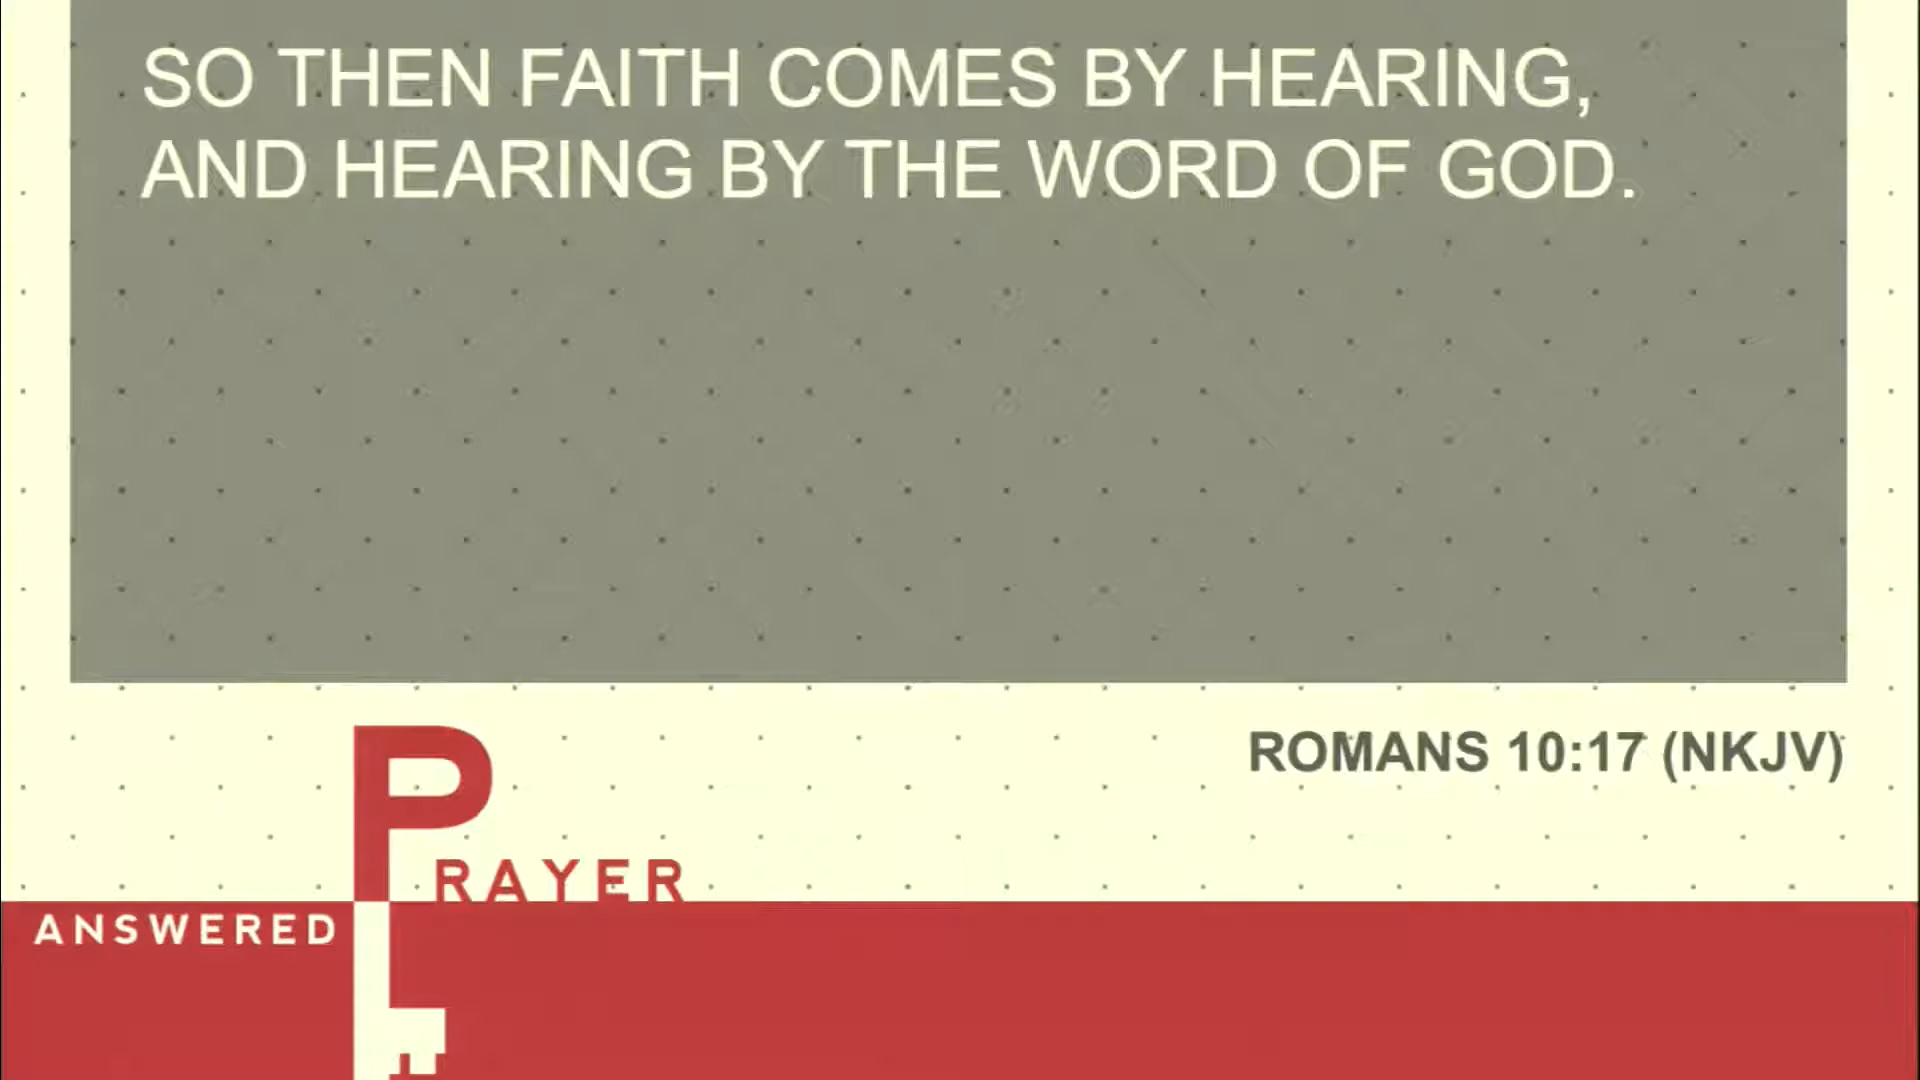 SO THEN FAITH COMES BY HEARING,
AND HEARING BY THE WORD OF GOD.
ROMANS 10:17 (NKJV)
ANSWERED
PRAYER